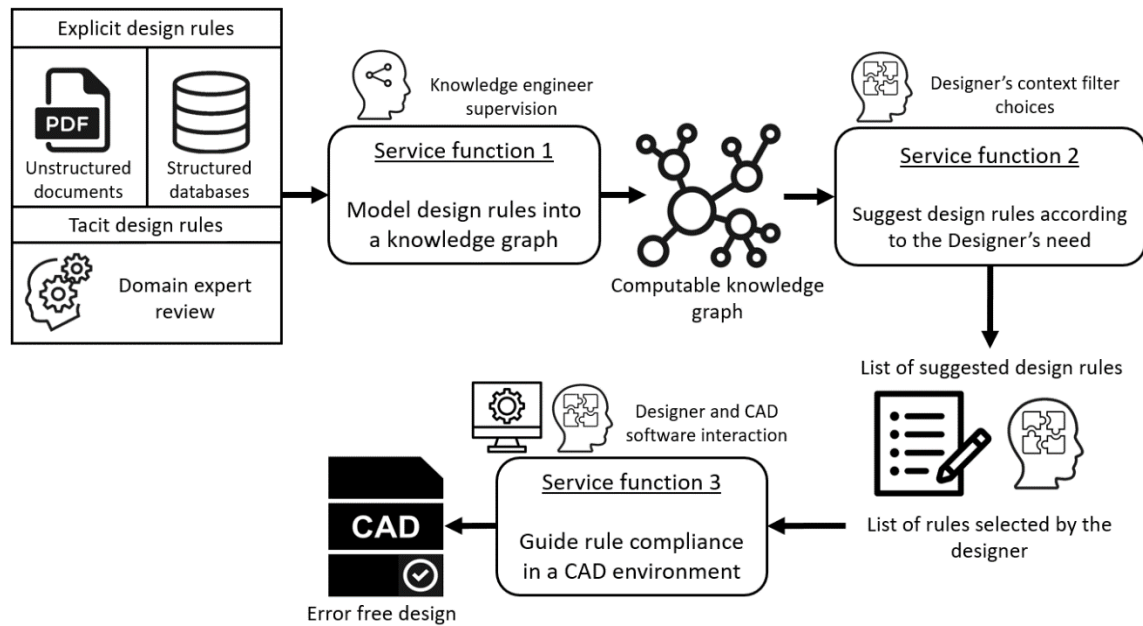 Explicit design rules
PDF
Unstructured
documents
Structured
databases
Tacit design rules
Domain expert
review
Knowledge engineer
supervision
Service function 1
Model design rules into
a knowledge graph
Computable knowledge
graph
Designer's context filter
choices
Service function 2
Suggest design rules according
to the Designer's need
List of suggested design rules
List of rules selected by the
designer
Designer and CAD
software interaction
Service function 3
Guide rule compliance
in a CAD environment
CAD
Error free design